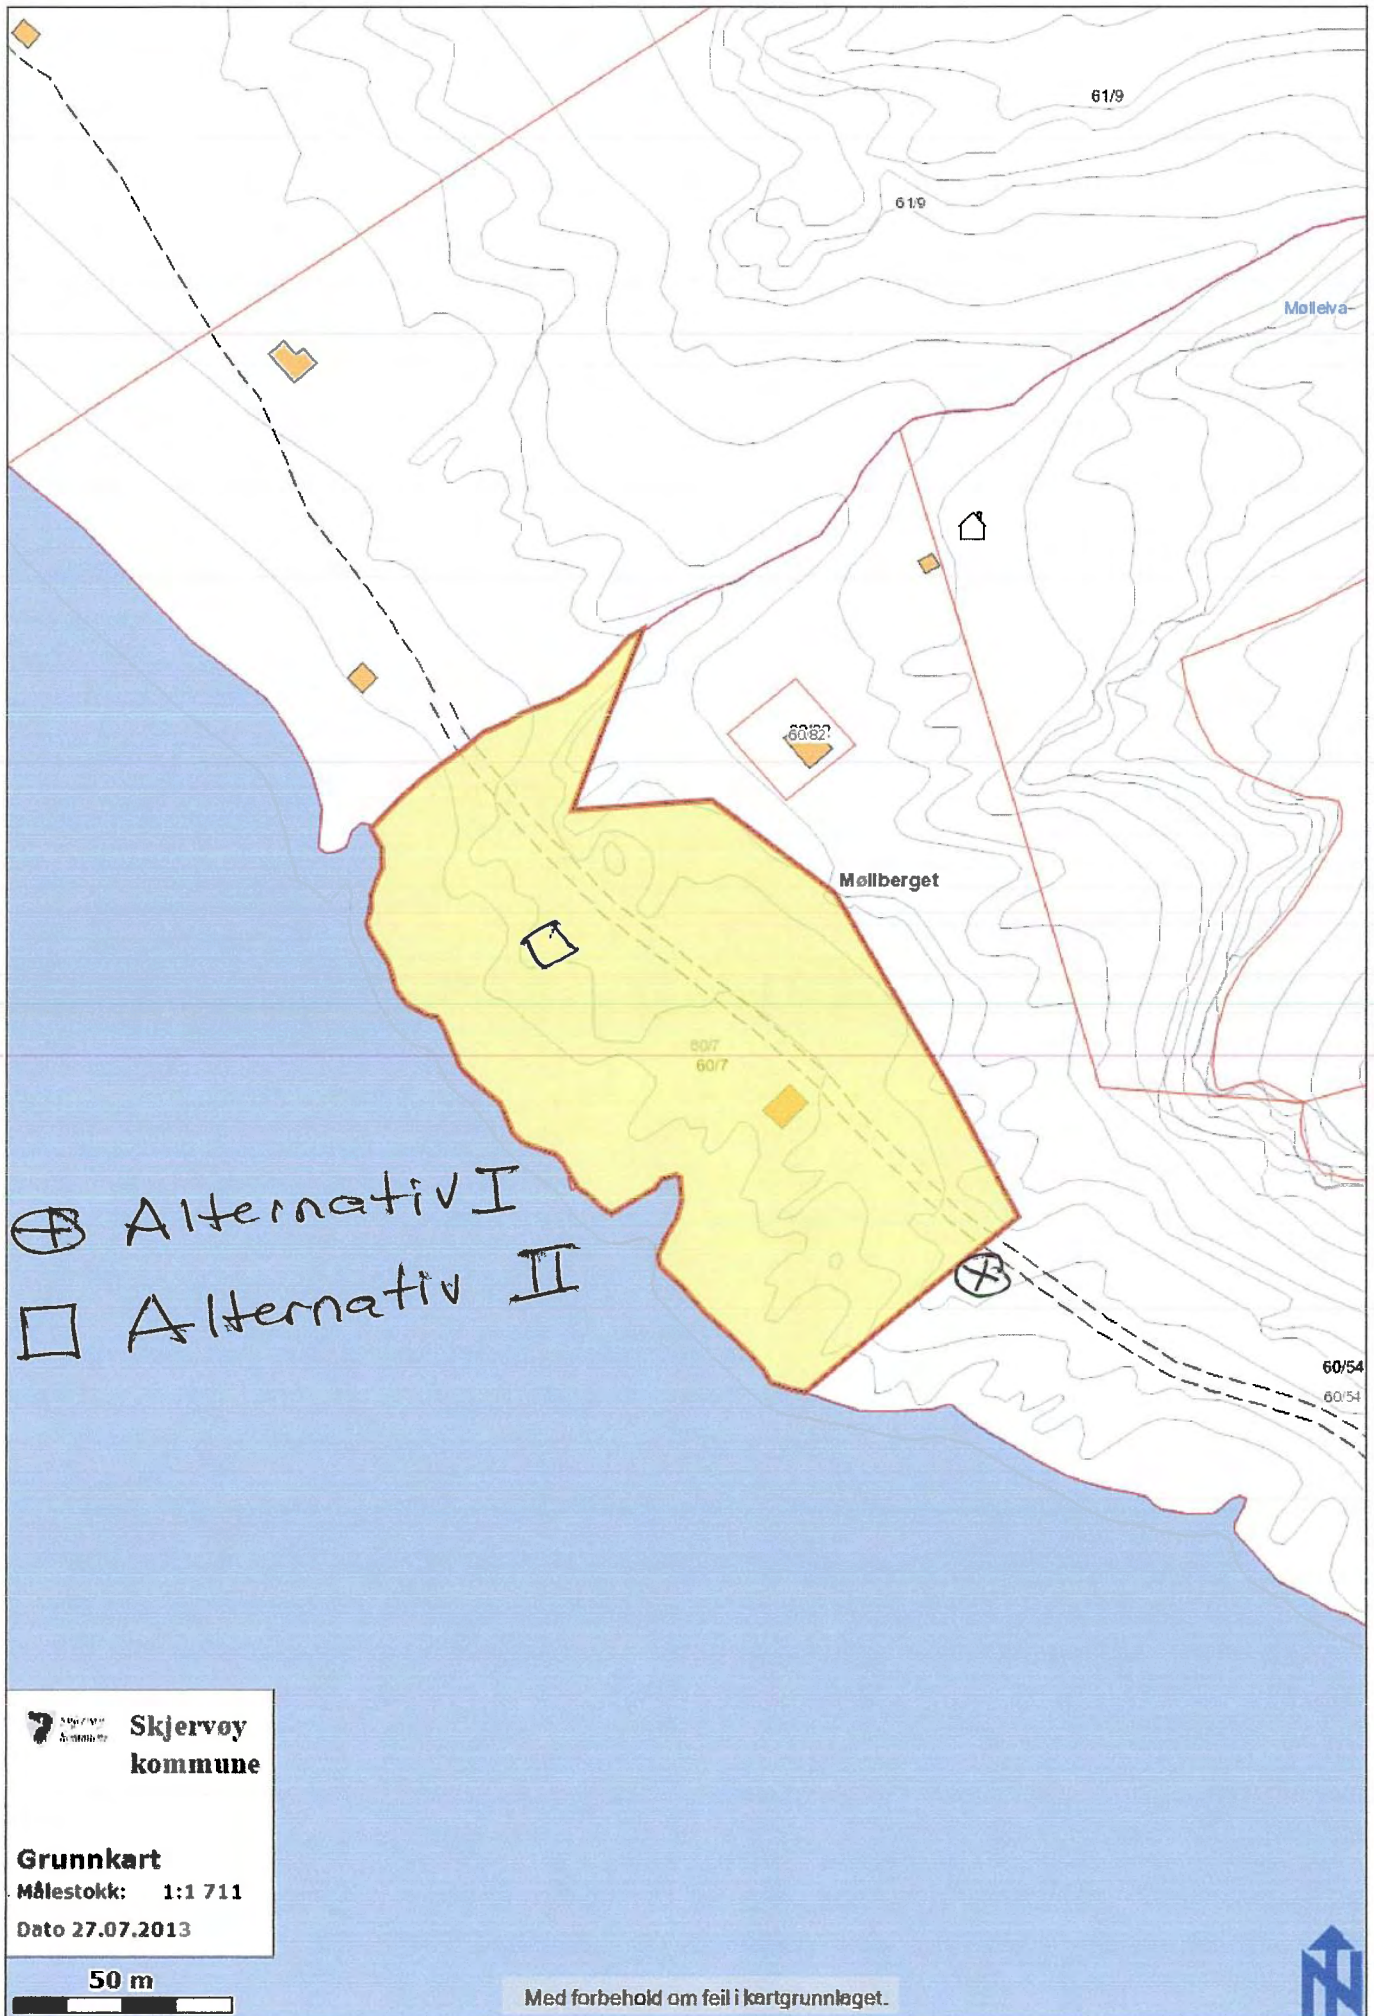 61/9
61/9
Møllelva
60/82
Møllberget
60/7
60/7
Alternativ I
Alternativ II
60/54
60/54
Skjervøy
kommune
Grunnkart
Målestokk: 1:1 711
Dato 27.07.2013
50 m
Med forbehold om feil i kartgrunnlaget.
N